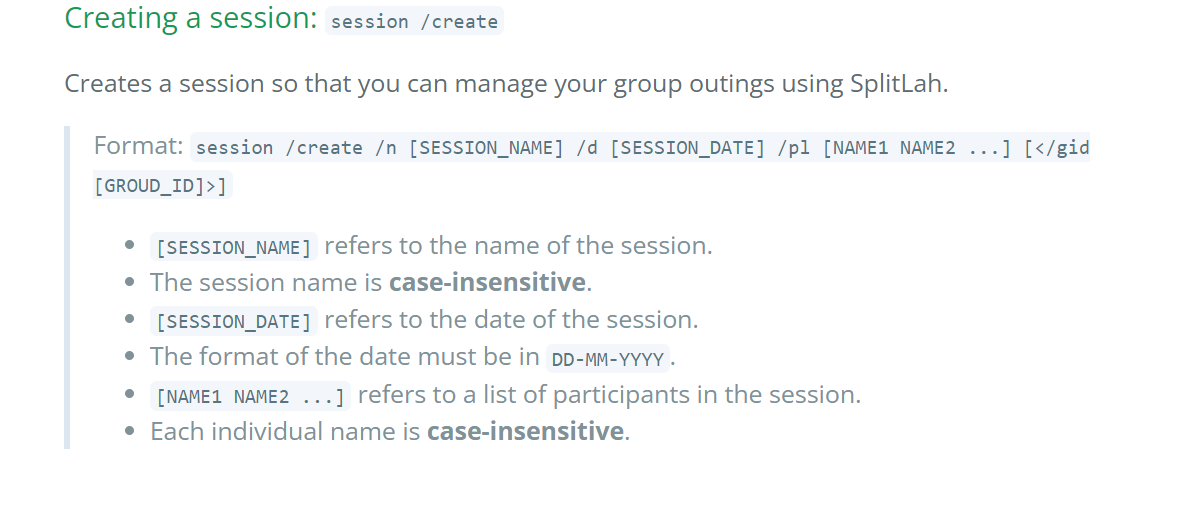 Creating a session: session /create
Creates a session so that you can manage your group outings using SplitLah.
Format: session /create /n [SESSION_NAME] /d [SESSION_DATE] /pl [NAME1 NAME2 ...] [</gid
[GROUD_ID]>]
[SESSION_NAME] refers to the name of the session.
The session name is case-insensitive.
[SESSION_DATE] refers to the date of the session.
The format of the date must be in DD-MM-YYYY.
[NAME1 NAME2 ...] refers to a list of participants in the session.
Each individual name is case-insensitive.